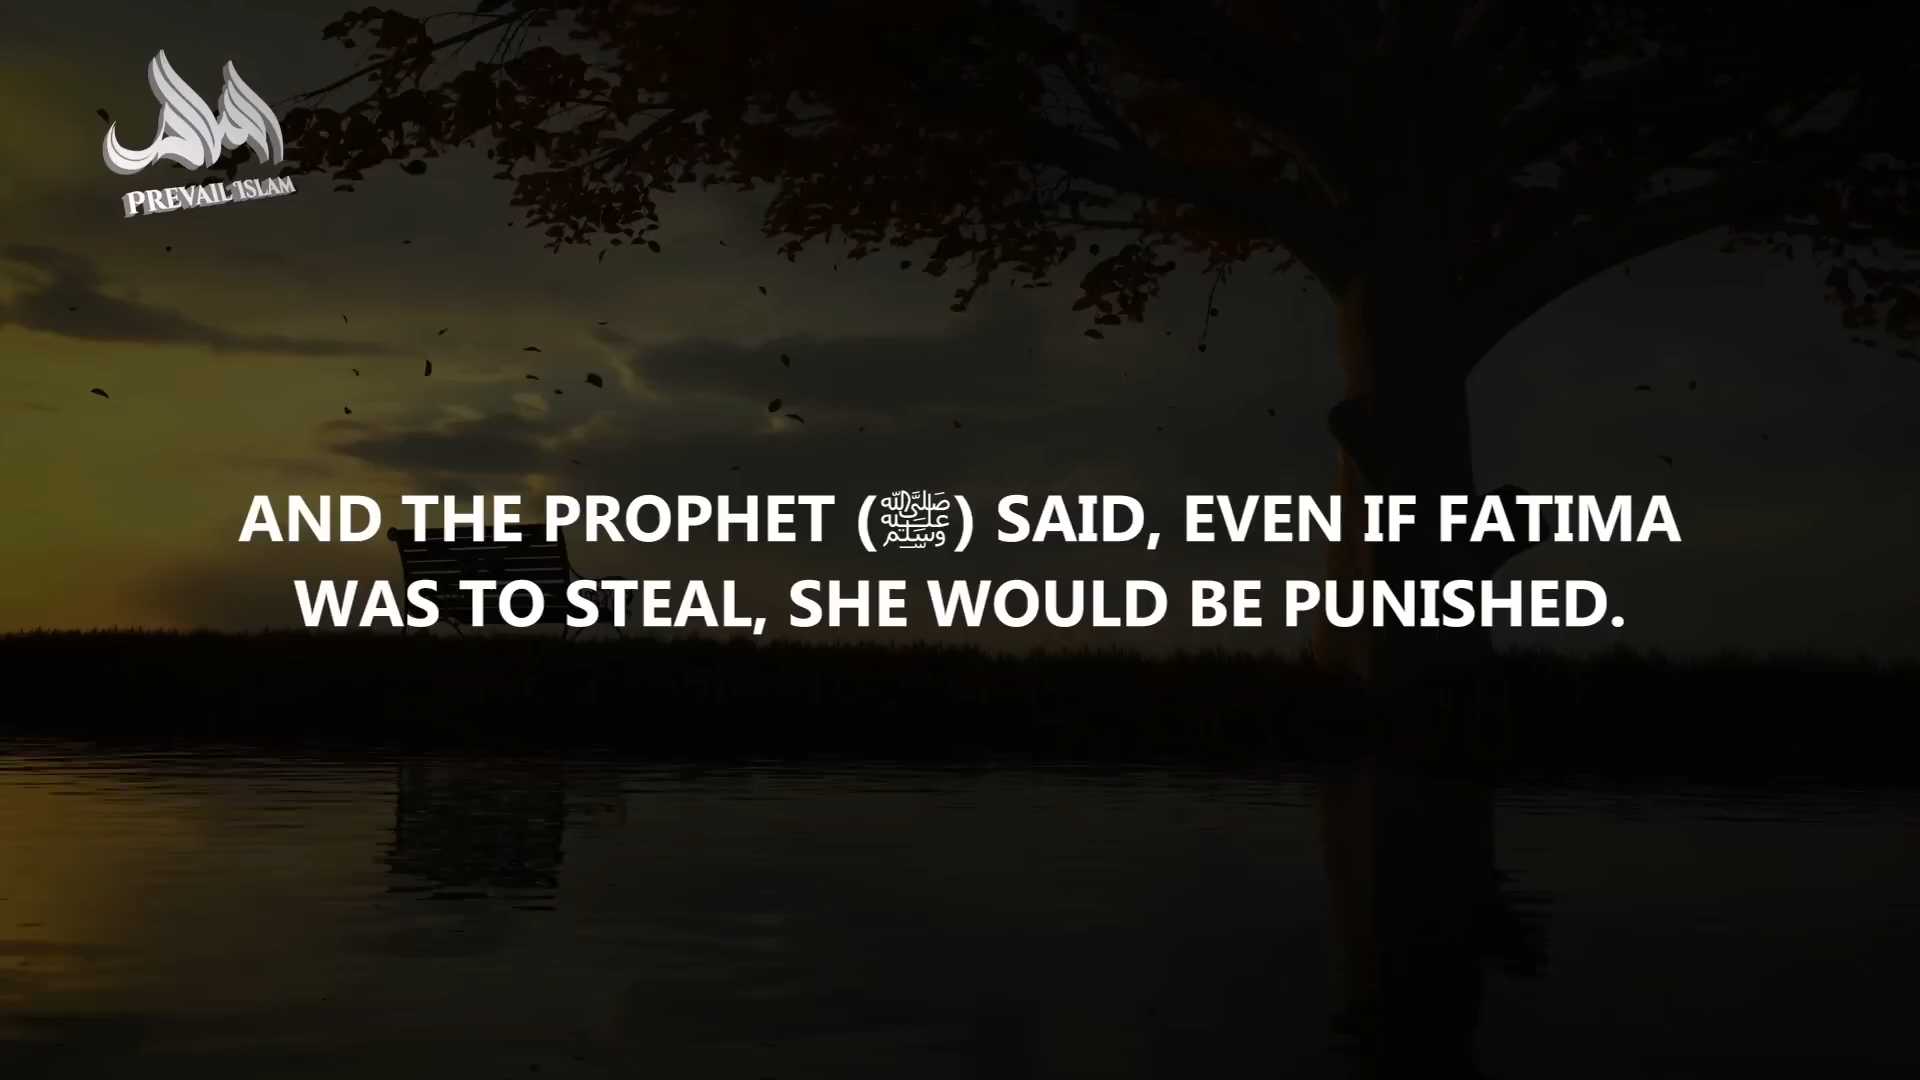 PREVAIL ISLAM
AND THE PROPHET (ﷺ) SAID, EVEN IF FATIMA
WAS TO STEAL, SHE WOULD BE PUNISHED.